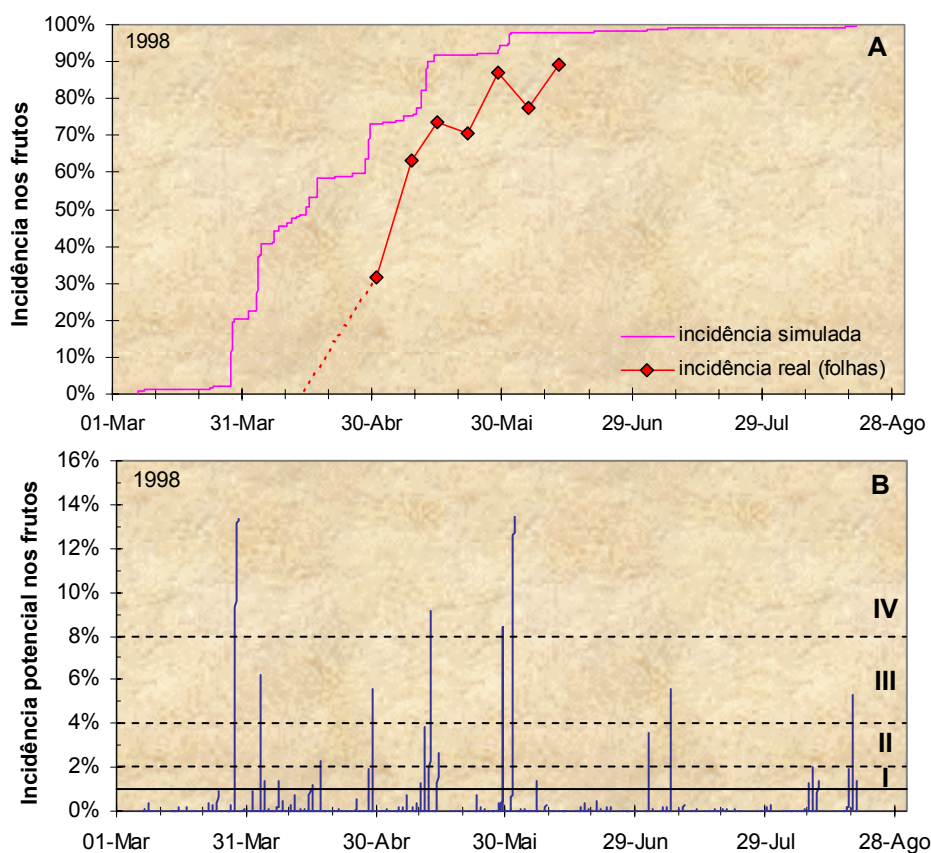 100%
90%
80%
70%
60%
50%
40%
30%
20%
10%
0%
Incidência nos frutos
1998
A
incidência simulada
incidência real (folhas)
01-Mar 31-Mar 30-Abr 30-Mai 29-Jun 29-Jul 28-Ago
16%
14%
12%
10%
8%
6%
4%
2%
0%
Incidência potencial nos frutos
1998
B
IV
III
II
I
01-Mar 31-Mar 30-Abr 30-Mai 29-Jun 29-Jul 28-Ago